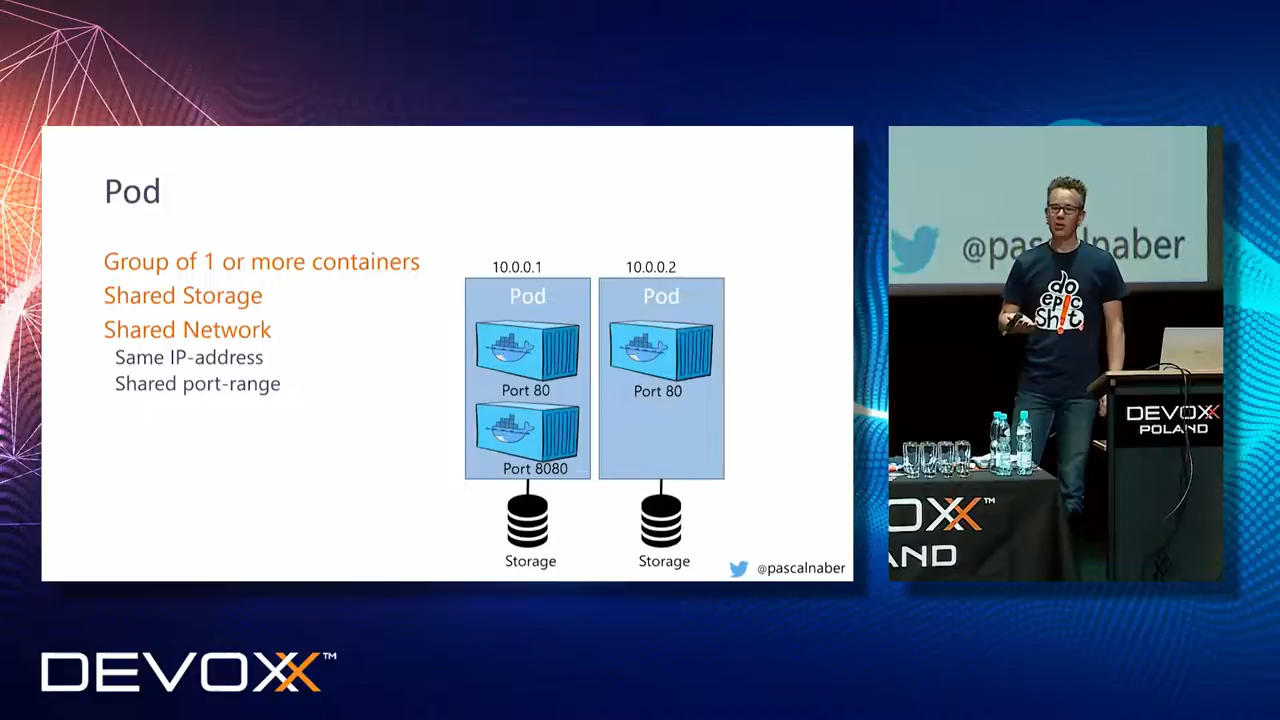 Pod
Group of 1 or more containers
Shared Storage
Shared Network
Same IP-address
Shared port-range
10.0.0.1
10.0.0.2
Pod
Pod
Port 80
Port 80
Port 8080
Storage
Storage
@pascalnaber
@pascalnaber
do
epic
Sh!t
DEVOXX
POLAND
OXX™
AND
DEVOXX™